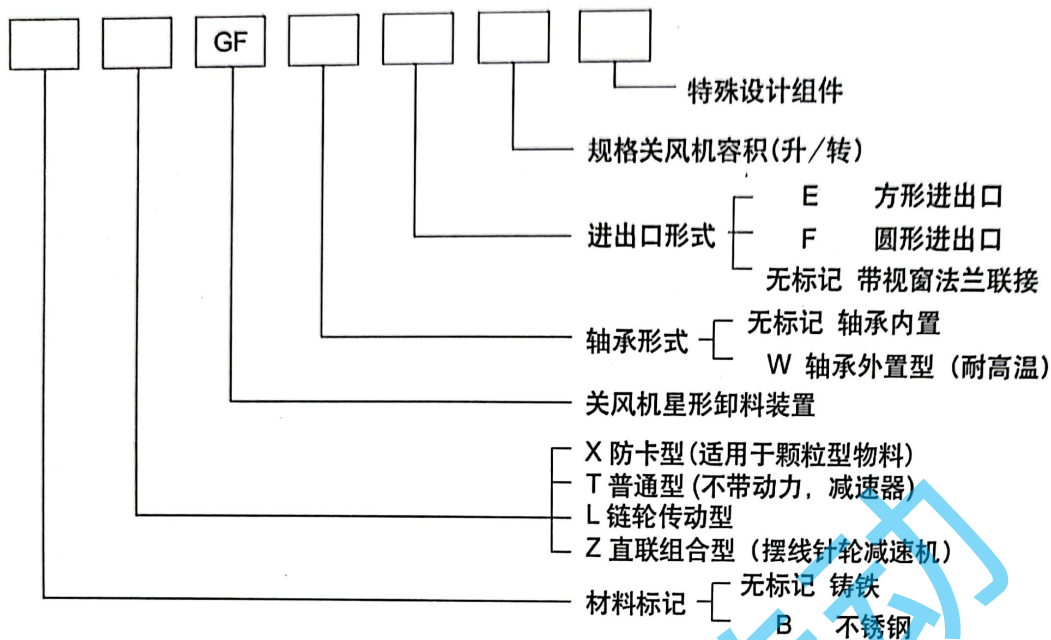 GF
特殊设计组件
规格关风机容积(升/转)
E 方形进出口
进出口形式 F 圆形进出口
无标记 带视窗法兰联接
无标记 轴承内置
轴承形式
W 轴承外置型 (耐高温)
关风机星形卸料装置
X 防卡型(适用于颗粒型物料)
T 普通型(不带动力, 减速器)
L 链轮传动型
Z 直联组合型 (摆线针轮减速机)
无标记 铸铁
材料标记
B 不锈钢
动